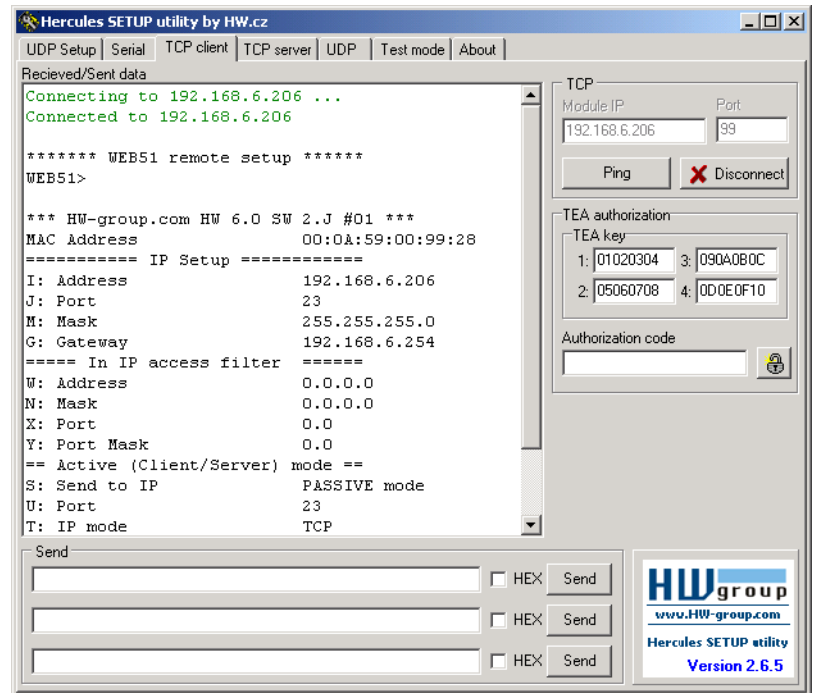 Hercules SETUP utility by HW.cz
UDP Setup Serial TCP client TCP server UDP Test mode About
Recieved/Sent data
Connecting to 192.168.6.206 ...
Connected to 192.168.6.206
******* WEB51 remote setup ******
WEB51>
*** HW-group.com HW 6.0 SW 2.J #01 ***
MAC Address 00:0A:59:00:99:28
=========== IP Setup ============
I: Address 192.168.6.206
J: Port 23
M: Mask 255.255.255.0
G: Gateway 192.168.6.254
===== In IP access filter ======
W: Address 0.0.0.0
N: Mask 0.0.0.0
X: Port 0.0
Y: Port Mask 0.0
== Active (Client/Server) mode ==
S: Send to IP PASSIVE mode
U: Port 23
T: IP mode TCP
TCP
Module IP Port
192.168.6.206 99
Ping Disconnect
TEA authorization
TEA key
1: 01020304 3: 090A0B0C
2: 05060708 4: 0D0E0F10
Authorization code
Send
HEX Send
HEX Send
HEX Send
HWgroup
www.HW-group.com
Hercules SETUP utility
Version 2.6.5